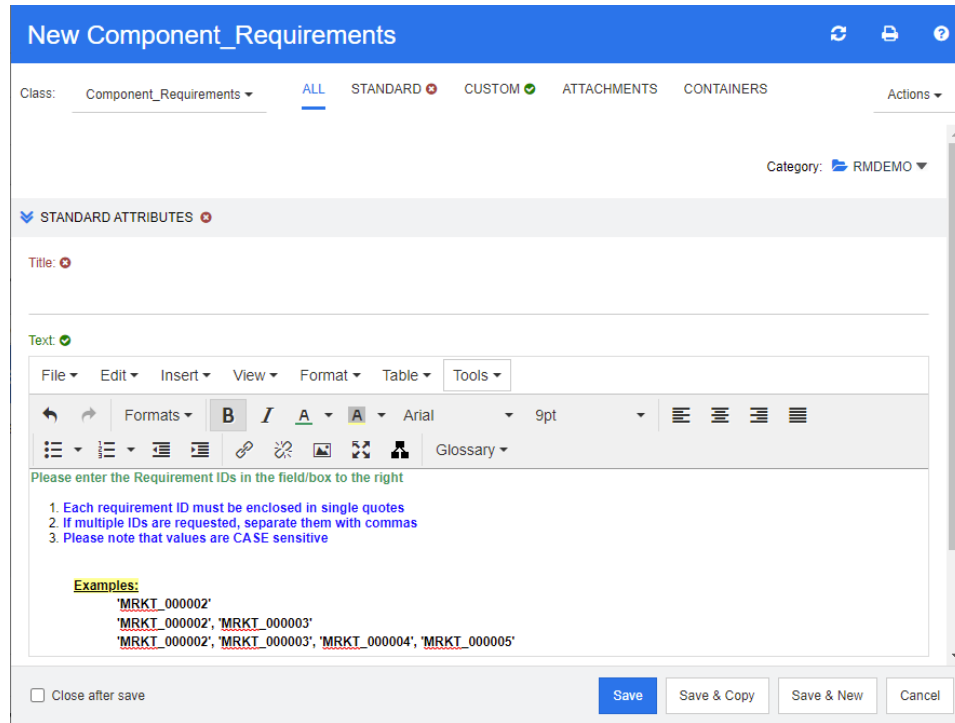 New Component_Requirements
Class: Component_Requirements ALL STANDARD CUSTOM ATTACHMENTS CONTAINERS Actions
Category: RMDEMO
STANDARD ATTRIBUTES
Title:
Text:
File Edit Insert View Format Table Tools
Formats B I A A Arial 9pt
Glossary
Please enter the Requirement IDs in the field/box to the right
1. Each requirement ID must be enclosed in single quotes
2. If multiple IDs are requested, separate them with commas
3. Please note that values are CASE sensitive
Examples:
'MRKT_000002'
'MRKT_000002', 'MRKT_000003'
'MRKT_000002', 'MRKT_000003', 'MRKT_000004', 'MRKT_000005'
Close after save Save Save & Copy Save & New Cancel